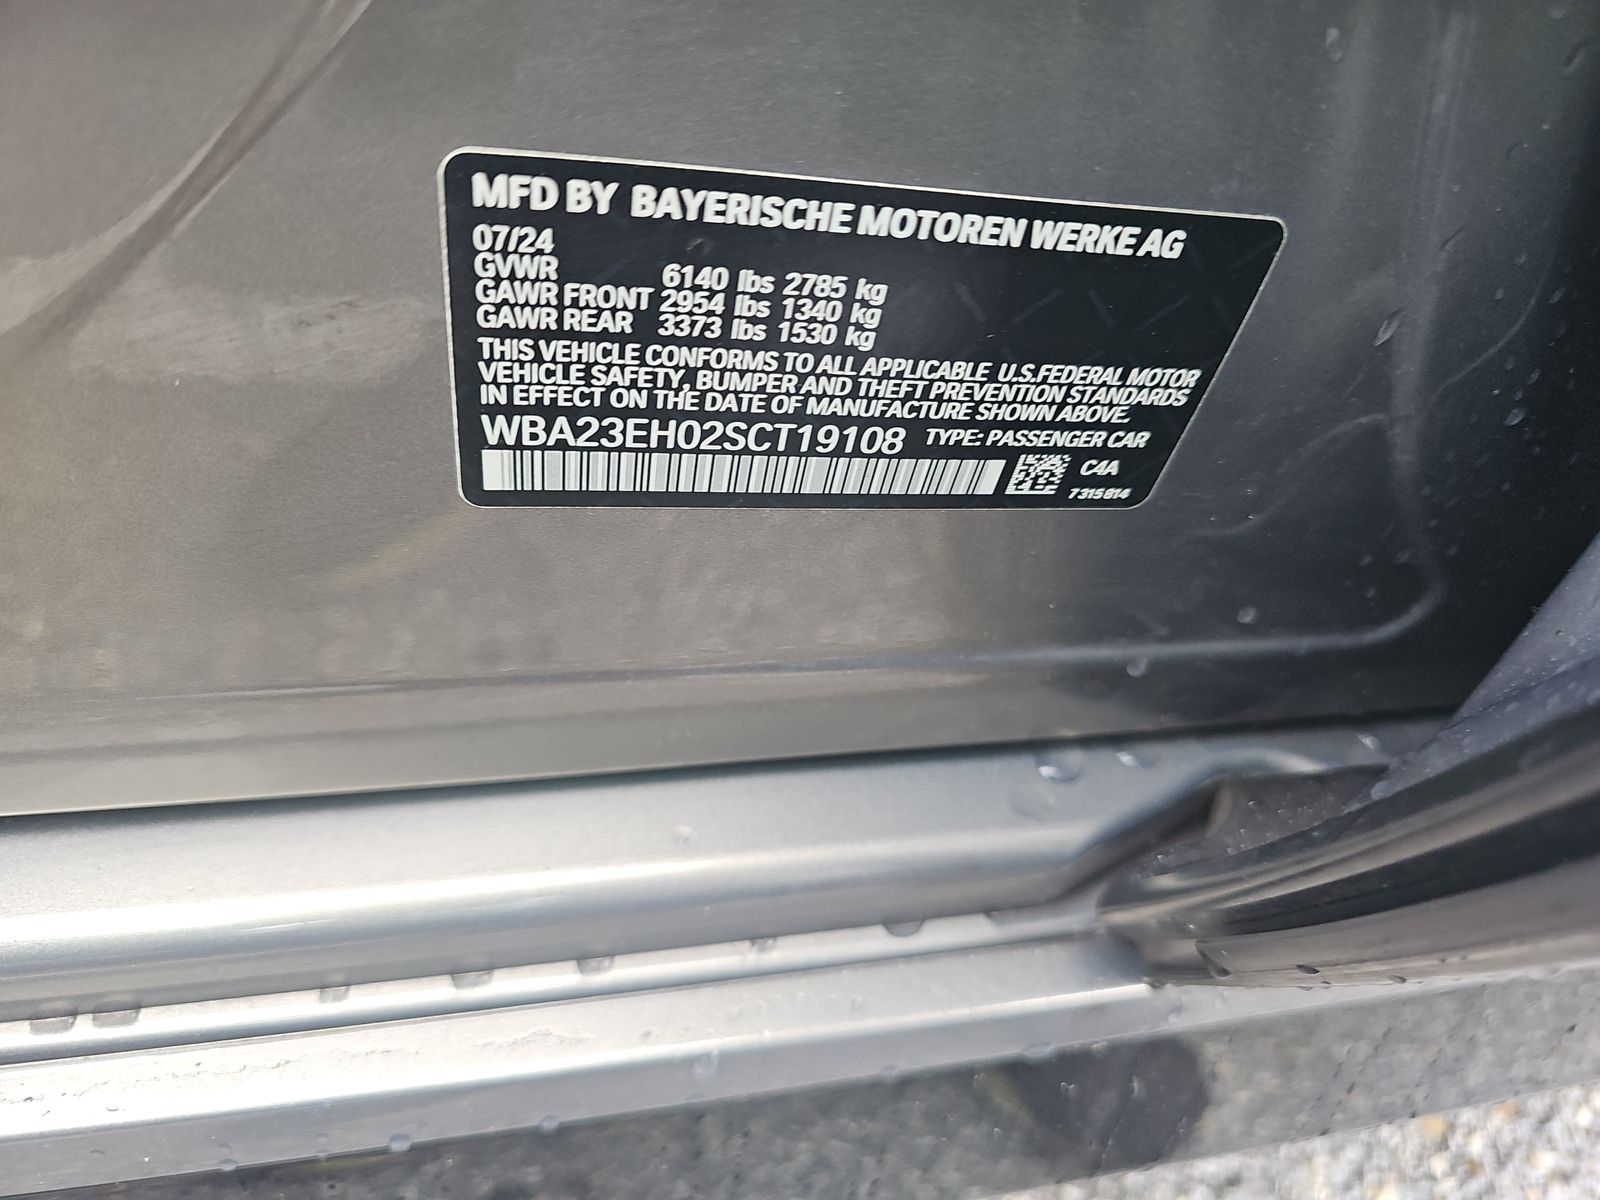 MFD BY BAYERISCHE MOTOREN WERKE AG
07/24
GVWR 6140 lbs 2785 kg
GAWR FRONT 2954 lbs 1340 kg
GAWR REAR 3373 lbs 1530 kg
THIS VEHICLE CONFORMS TO ALL APPLICABLE U.S.FEDERAL MOTOR
VEHICLE SAFETY, BUMPER AND THEFT PREVENTION STANDARDS
IN EFFECT ON THE DATE OF MANUFACTURE SHOWN ABOVE.
WBA23EH02SCT19108 TYPE: PASSENGER CAR
C4A
7315814